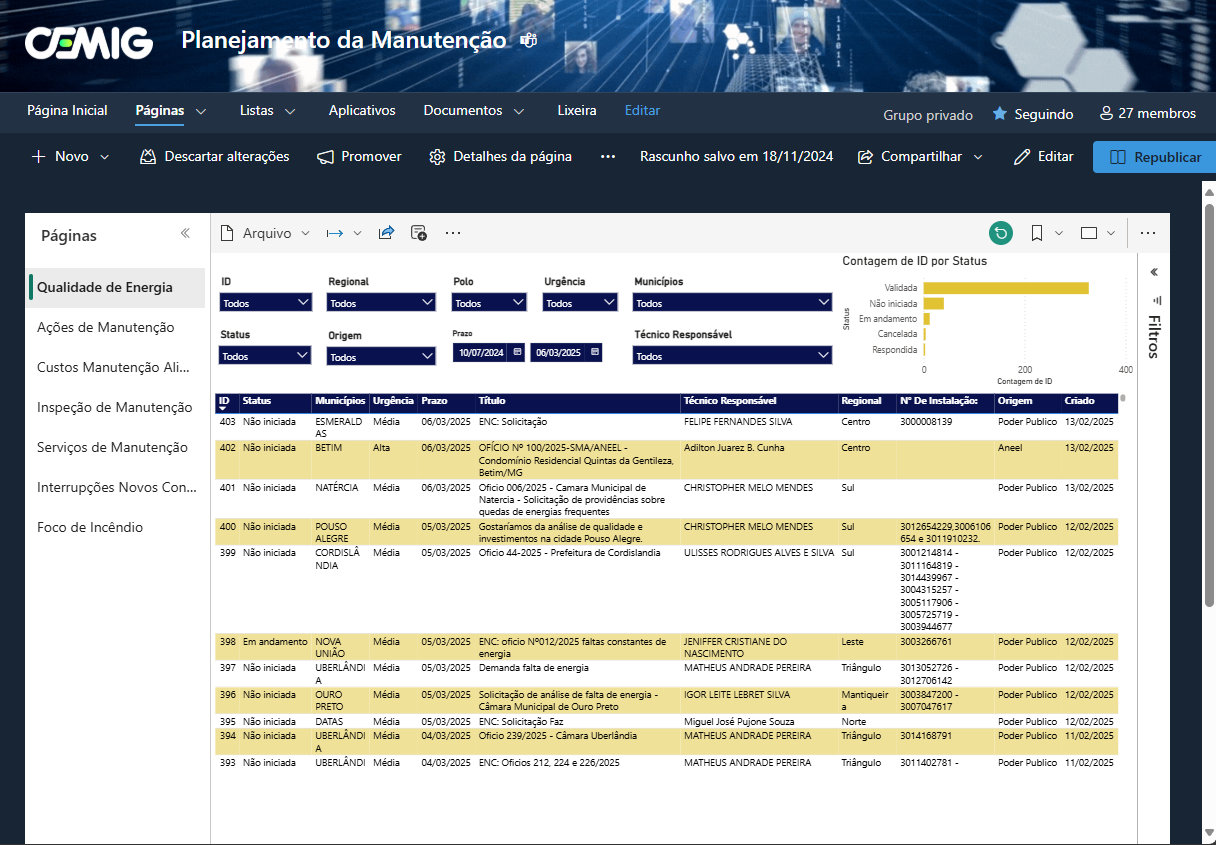 CEMIG
Planejamento da Manutenção
Página Inicial Páginas Listas Aplicativos Documentos Lixeira Editar Grupo privado Seguindo 27 membros
Novo Descartar alterações Promover Detalhes da página ... Rascunho salvo em 18/11/2024 Compartilhar Editar Republicar
Páginas
Qualidade de Energia
Ações de Manutenção
Custos Manutenção Ali...
Inspeção de Manutenção
Serviços de Manutenção
Interrupções Novos Con...
Foco de Incêndio
Arquivo
ID Regional Polo Urgência Municípios
Todos Todos Todos Todos Todos
Status Origem Prazo Técnico Responsável
Todos Todos 10/07/2024 06/03/2025 Todos
Contagem de ID por Status
Status
Validada
Não iniciada
Em andamento
Cancelada
Respondida
0 200 400
Contagem de ID
Filtros
ID Status Municípios Urgência Prazo Título Técnico Responsável Regional Nº De Instalação: Origem Criado
403 Não iniciada ESMERALD Média 06/03/2025 ENC: Solicitação FELIPE FERNANDES SILVA Centro 3000008139 Poder Publico 13/02/2025
AS
402 Não iniciada BETIM Alta 06/03/2025 OFÍCIO Nº 100/2025-SMA/ANEEL - Adilton Juarez B. Cunha Centro Aneel 13/02/2025
Condomínio Residencial Quintas da Gentileza,
Betim/MG
401 Não iniciada NATÉRCIA Média 06/03/2025 Oficio 006/2025 - Camara Municipal de CHRISTOPHER MELO MENDES Sul Poder Publico 13/02/2025
Natercia - Solicitação de providências sobre
quedas de energias frequentes
400 Não iniciada POUSO Média 05/03/2025 Gostaríamos da análise de qualidade e CHRISTOPHER MELO MENDES Sul 3012654229,3006106 Poder Publico 12/02/2025
ALEGRE investimentos na cidade Pouso Alegre. 654 e 3011910232.
399 Não iniciada CORDISLÂ Média 05/03/2025 Oficio 44-2025 - Prefeitura de Cordislandia ULISSES RODRIGUES ALVES E SILVA Sul 3001214814 - Poder Publico 12/02/2025
NDIA 3011164819 -
3014439967 -
3004315257 -
3005117906 -
3005725719 -
3003944677
398 Em andamento NOVA Média 05/03/2025 ENC: oficio Nº012/2025 faltas constantes de JENIFFER CRISTIANE DO Leste 3003266761 Poder Publico 12/02/2025
UNIÃO energia NASCIMENTO
397 Não iniciada UBERLÂNDI Média 05/03/2025 Demanda falta de energia MATHEUS ANDRADE PEREIRA Triângulo 3013052726 - Poder Publico 12/02/2025
A 3012706142
396 Não iniciada OURO Média 05/03/2025 Solicitação de análise de falta de energia - IGOR LEITE LEBRET SILVA Mantiqueir 3003847200 - Poder Publico 12/02/2025
PRETO Câmara Municipal de Ouro Preto a 3007047617
395 Não iniciada DATAS Média 05/03/2025 ENC: Solicitação Faz Miguel José Pujone Souza Norte Poder Publico 12/02/2025
394 Não iniciada UBERLÂNDI Média 04/03/2025 Oficio 239/2025 - Câmara Uberlândia MATHEUS ANDRADE PEREIRA Triângulo 3014168791 Poder Publico 11/02/2025
A
393 Não iniciada UBERLÂNDI Média 04/03/2025 ENC: Oficios 212, 224 e 226/2025 MATHEUS ANDRADE PEREIRA Triângulo 3011402781 - Poder Publico 11/02/2025